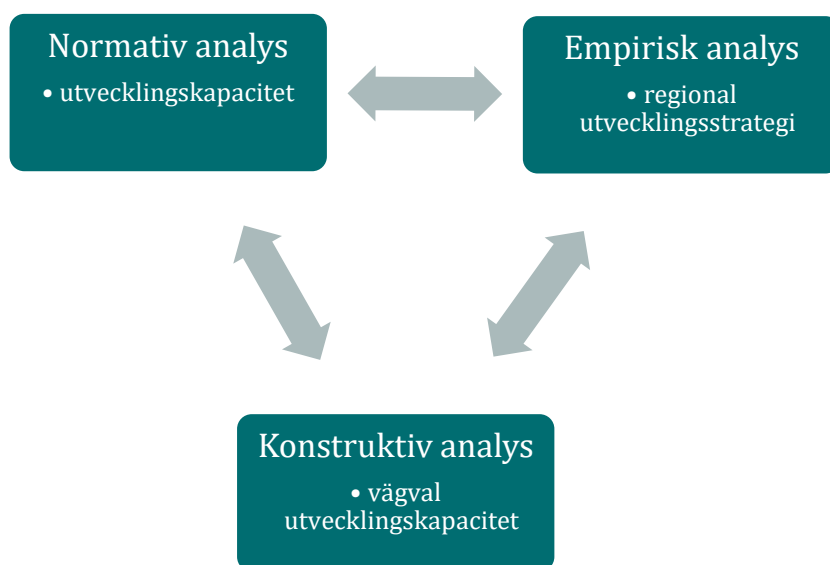 Normativ analys
• utvecklingskapacitet
Empirisk analys
• regional
utvecklingsstrategi
Konstruktiv analys
• vägval
utvecklingskapacitet